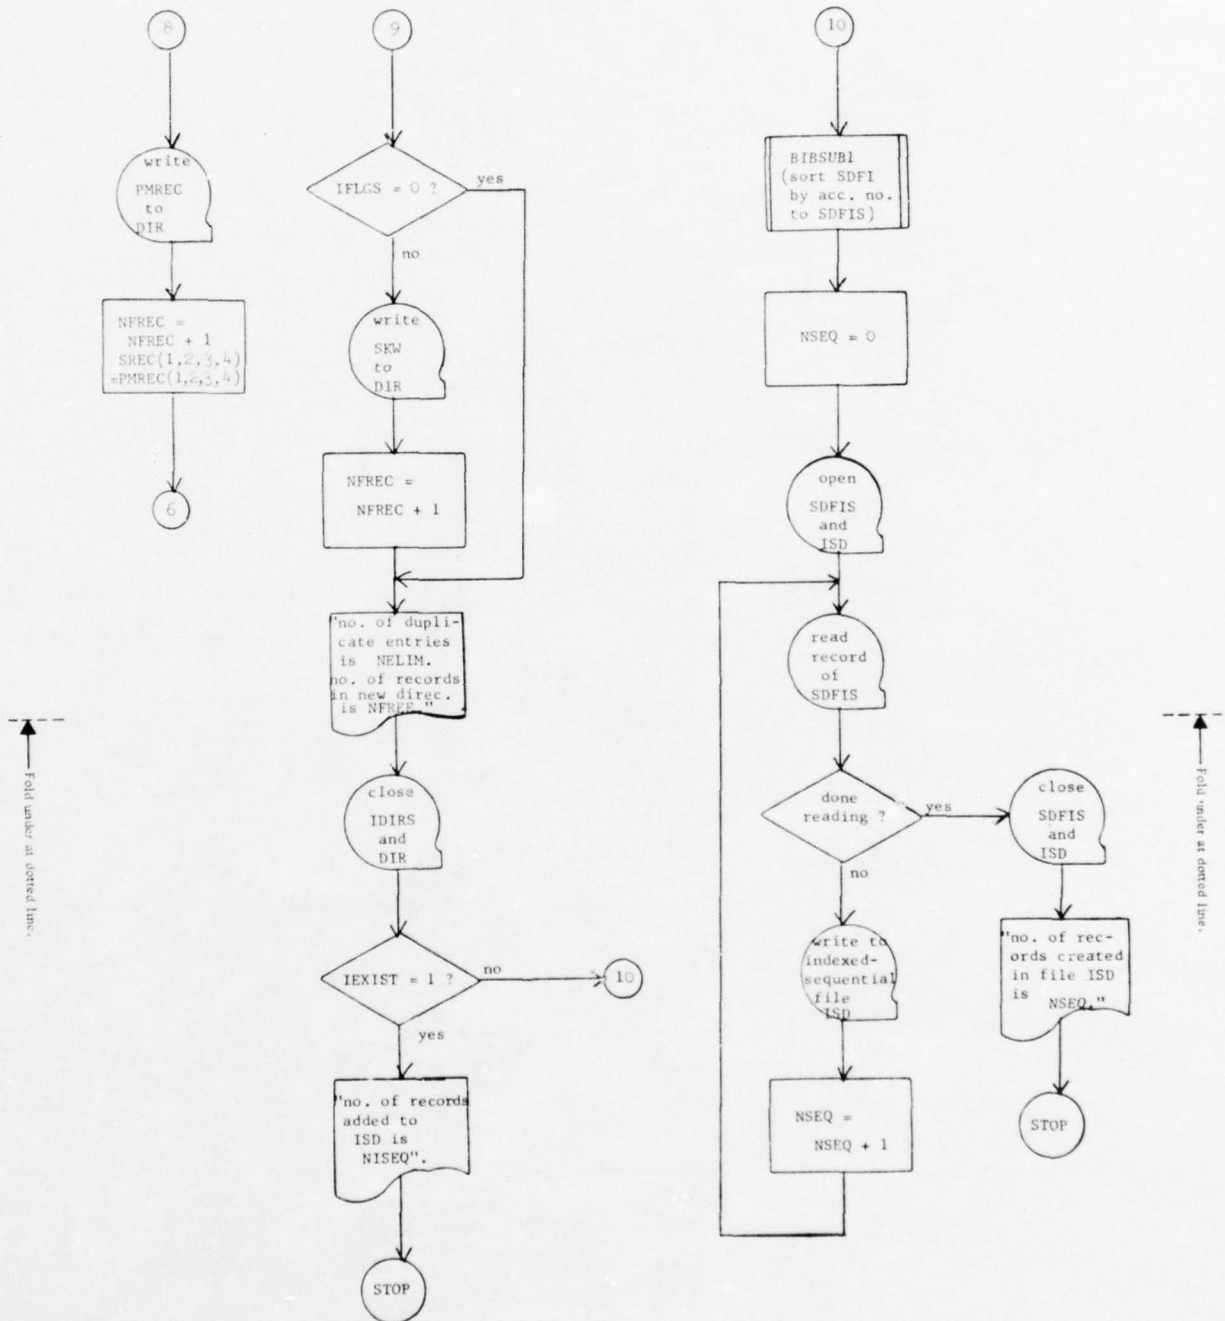 8
write
PMREC
to
DIR
NFREC =
NFREC + 1
SREC(1,2,3,4)
=PMREC(1,2,3,4)
6
9
IFLGS = 0 ?
yes
no
write
SKW
to
DIR
NFREC =
NFREC + 1
"no. of dupli-
cate entries
is NELIM.
no. of records
in new direc.
is NFREE."
close
IDIRS
and
DIR
IEXIST = 1 ?
no
10
yes
"no. of records
added to
ISD is
NISEQ".
STOP
10
BIBSUB1
(sort SDFI
by acc. no.
to SDFIS)
NSEQ = 0
open
SDFIS
and
ISD
read
record
of
SDFIS
done
reading ?
yes
no
close
SDFIS
and
ISD
"no. of rec-
ords created
in file ISD
is NSEQ."
STOP
write to
indexed-
sequential
file
ISD
NSEQ =
NSEQ + 1
Fold under at dotted line.
Fold under at dotted line.